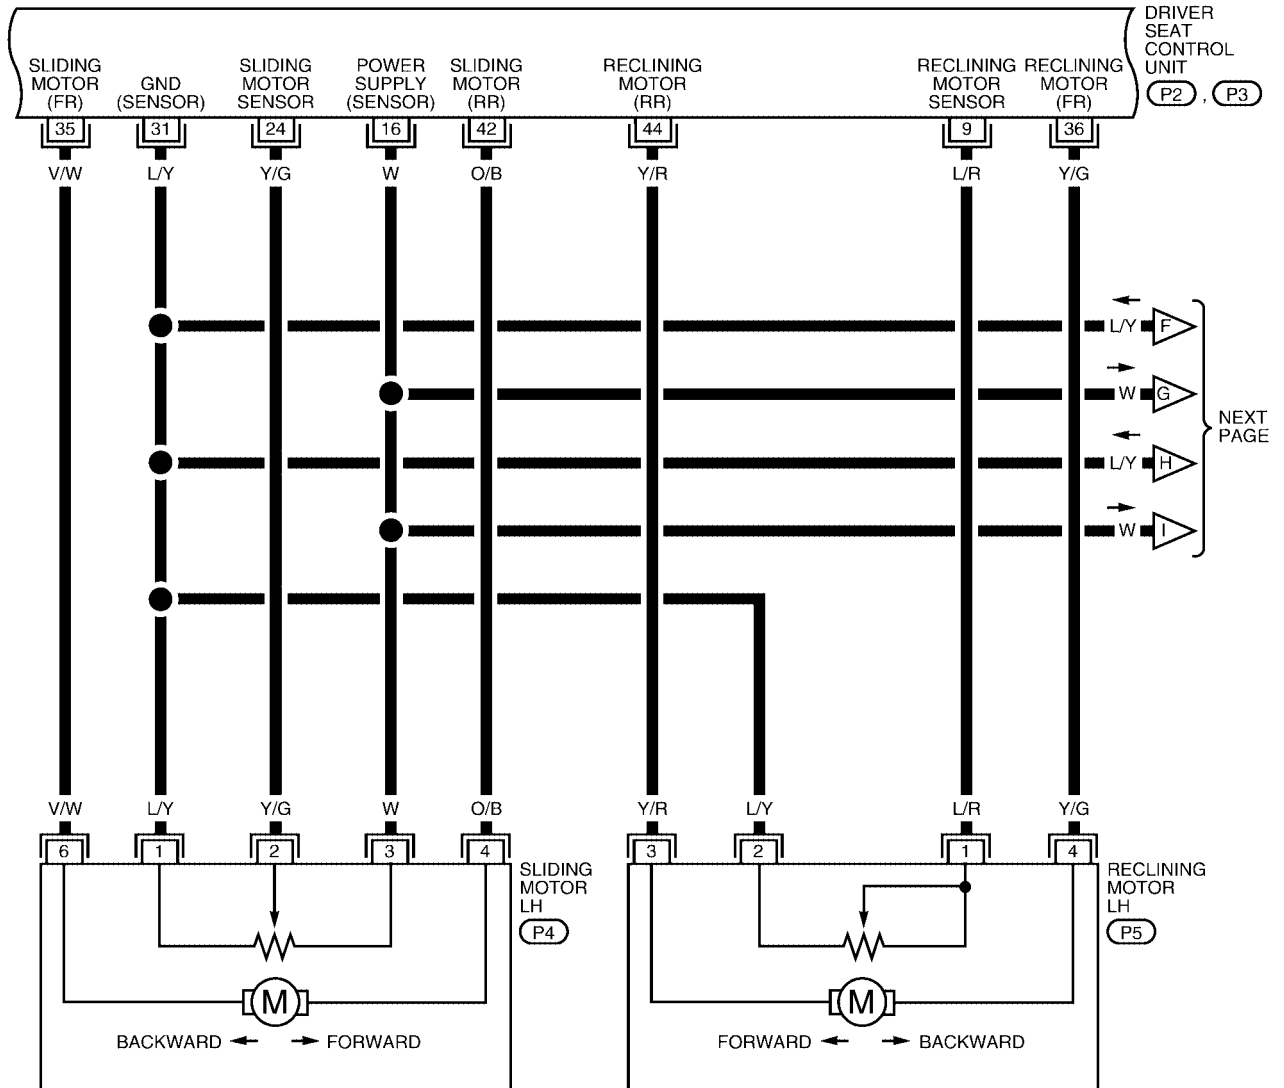 DRIVER
SEAT
CONTROL
UNIT
P2 , P3
SLIDING
MOTOR
(FR)
GND
(SENSOR)
SLIDING
MOTOR
SENSOR
POWER
SUPPLY
(SENSOR)
SLIDING
MOTOR
(RR)
RECLINING
MOTOR
(RR)
RECLINING
MOTOR
SENSOR
RECLINING
MOTOR
(FR)
35 31 24 16 42 44 9 36
V/W L/Y Y/G W O/B Y/R L/R Y/G
L/Y F
W G
L/Y H
W I
NEXT
PAGE
V/W L/Y Y/G W O/B Y/R L/Y L/R Y/G
6 1 2 3 4 3 2 1 4
SLIDING
MOTOR
LH
P4
RECLINING
MOTOR
LH
P5
M M
BACKWARD FORWARD FORWARD BACKWARD